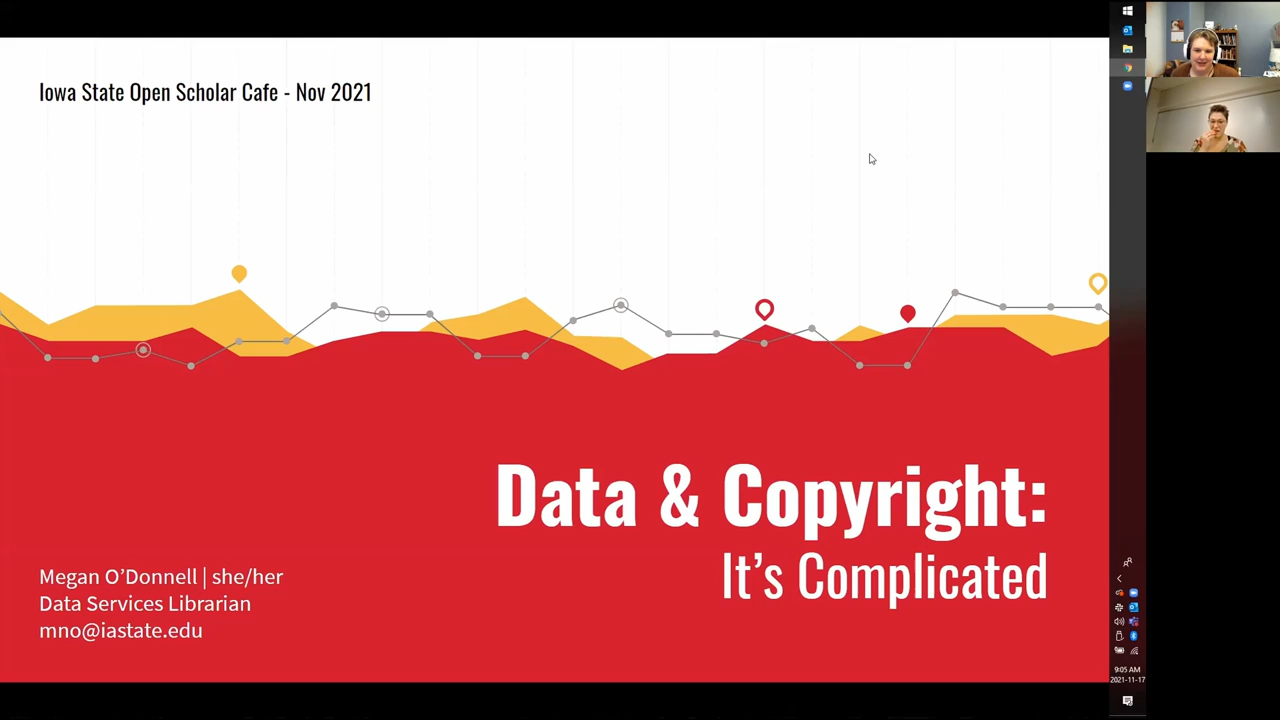 Iowa State Open Scholar Cafe - Nov 2021
Data & Copyright:
It's Complicated
Megan O'Donnell | she/her
Data Services Librarian
mno@iastate.edu
9:05 AM
2021-11-17